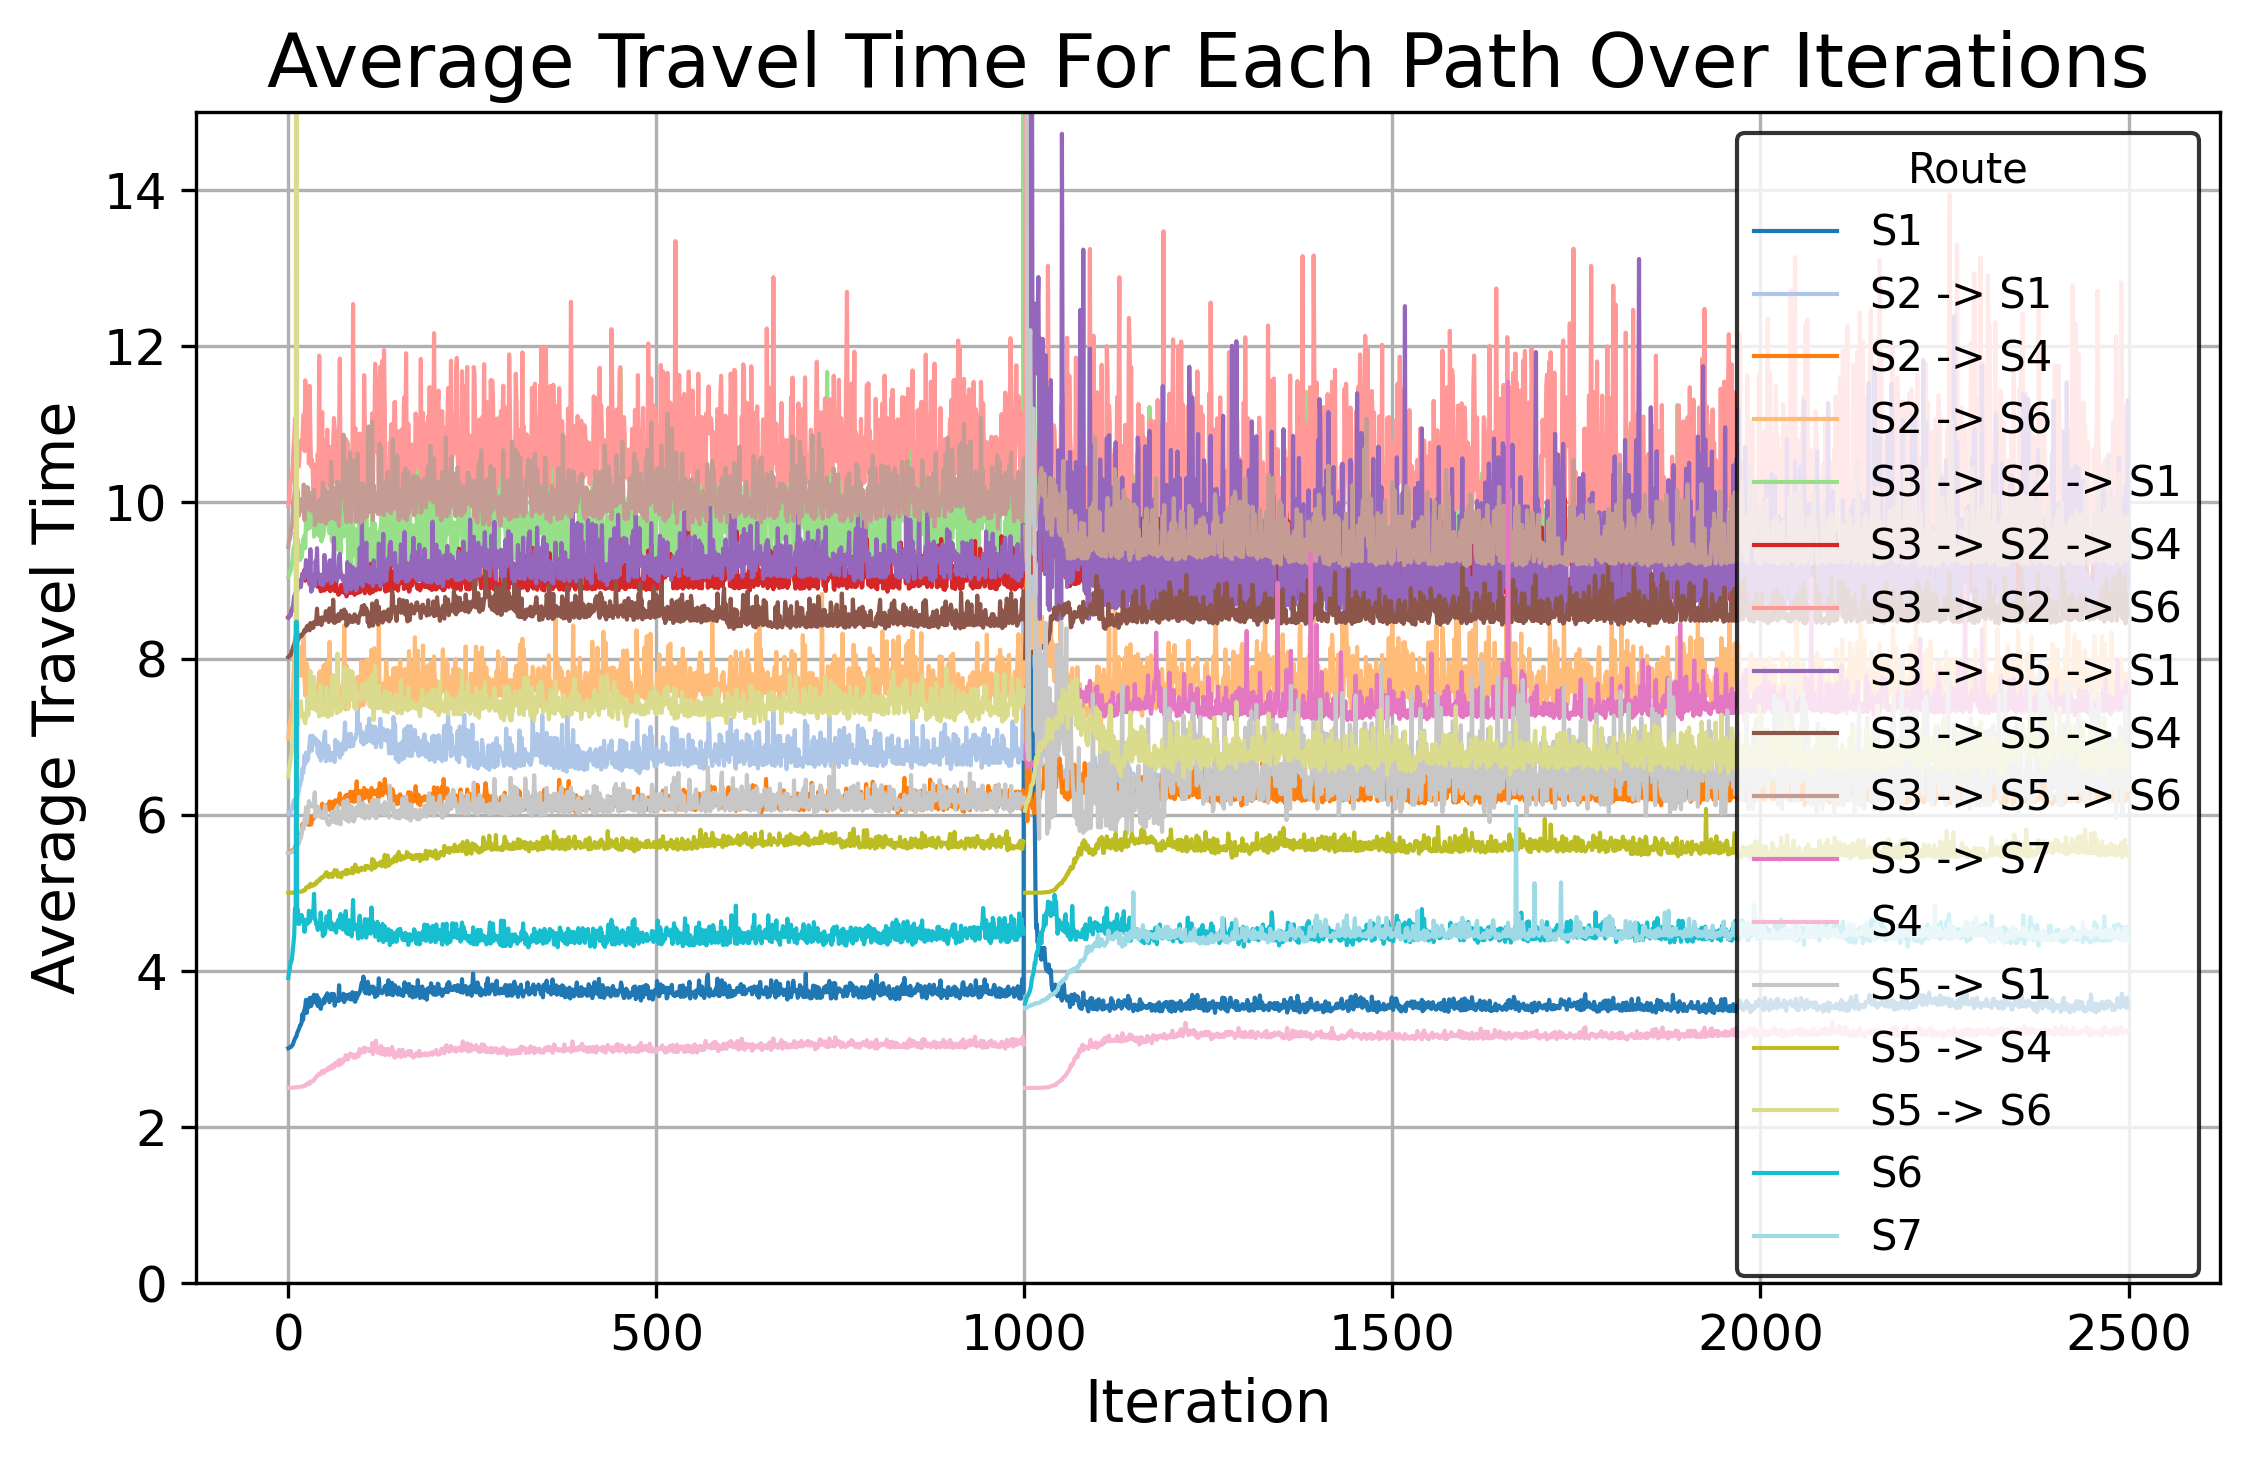 Average Travel Time For Each Path Over Iterations
Average Travel Time
14
12
10
8
6
4
2
0
0 500 1000 1500 2000 2500
Iteration
Route
S1
S2 -> S1
S2 -> S4
S2 -> S6
S3 -> S2 -> S1
S3 -> S2 -> S4
S3 -> S2 -> S6
S3 -> S5 -> S1
S3 -> S5 -> S4
S3 -> S5 -> S6
S3 -> S7
S4
S5 -> S1
S5 -> S4
S5 -> S6
S6
S7